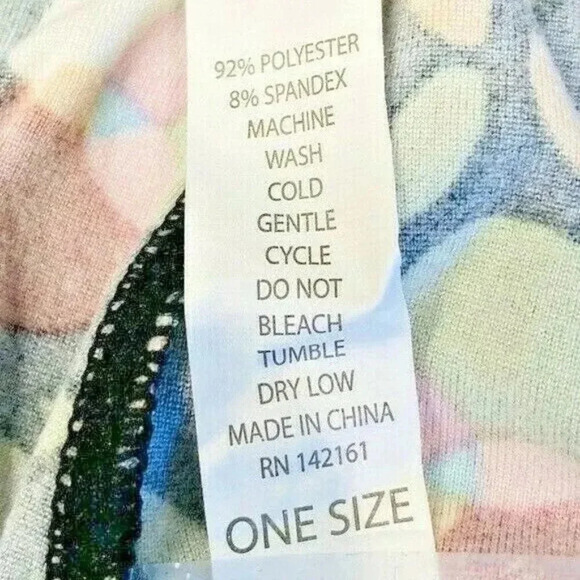 92% POLYESTER
8% SPANDEX
MACHINE
WASH
COLD
GENTLE
CYCLE
DO NOT
BLEACH
TUMBLE
DRY LOW
MADE IN CHINA
RN 142161
ONE SIZE